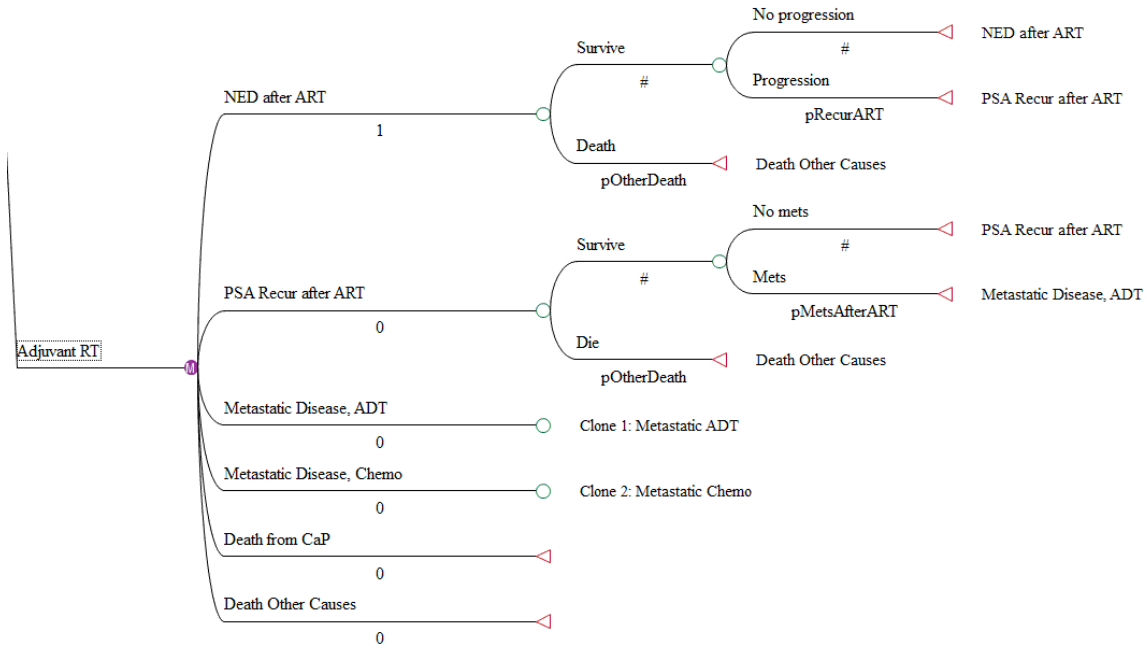 No progression
NED after ART
#
Survive
#
Progression
PSA Recur after ART
pRecurART
NED after ART
1
Death
Death Other Causes
pOtherDeath
No mets
PSA Recur after ART
#
Survive
#
Mets
Metastatic Disease, ADT
pMetsAfterART
PSA Recur after ART
0
Die
Death Other Causes
pOtherDeath
Adjuvant RT
M
Metastatic Disease, ADT
0
Clone 1: Metastatic ADT
Metastatic Disease, Chemo
0
Clone 2: Metastatic Chemo
Death from CaP
0
Death Other Causes
0